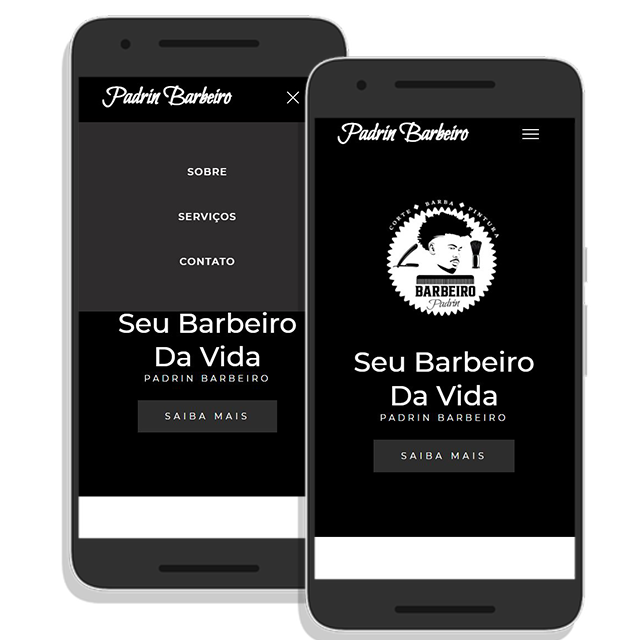 Padrin Barbeiro
SOBRE
SERVIÇOS
CONTATO
Seu Barbeiro
Da Vida
PADRIN BARBEIRO
SAIBA MAIS
Padrin Barbeiro
CORTE ◆ BARBA ◆ PINTURA
BARBEIRO
Padrin
Seu Barbeiro
Da Vida
PADRIN BARBEIRO
SAIBA MAIS